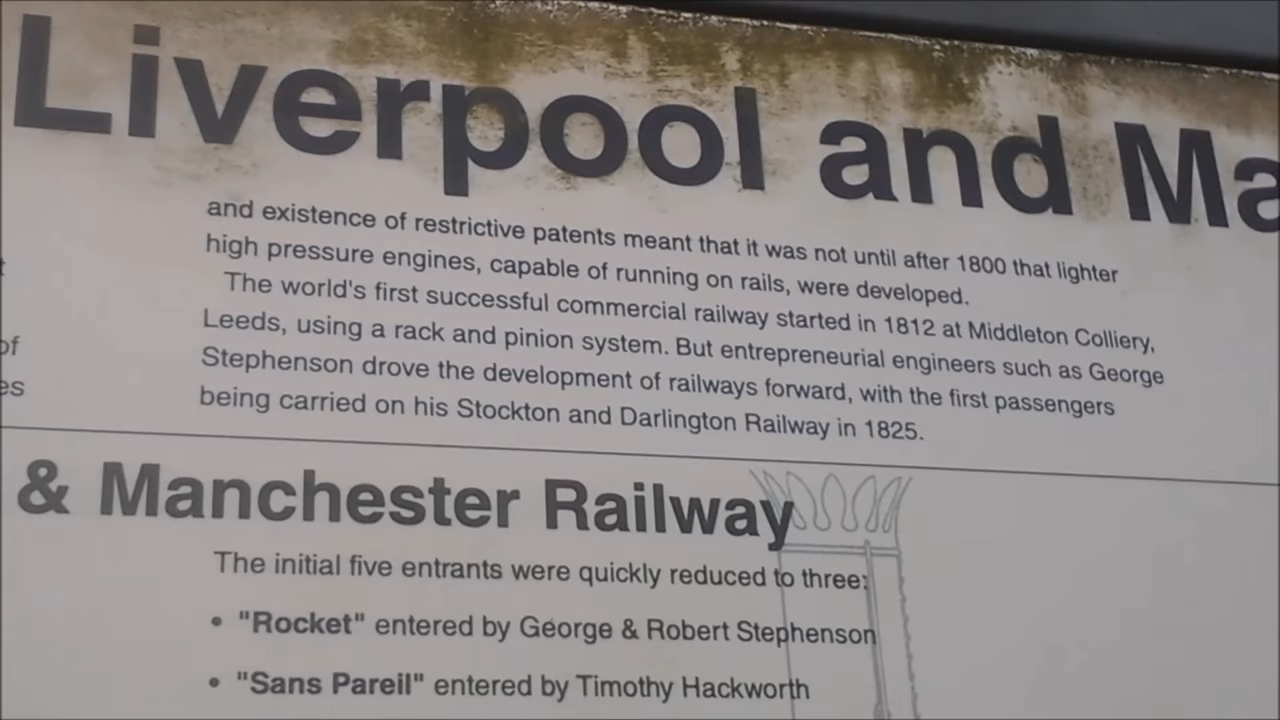 Liverpool and Ma
and existence of restrictive patents meant that it was not until after 1800 that lighter
high pressure engines, capable of running on rails, were developed.
The world's first successful commercial railway started in 1812 at Middleton Colliery,
Leeds, using a rack and pinion system. But entrepreneurial engineers such as George
Stephenson drove the development of railways forward, with the first passengers
being carried on his Stockton and Darlington Railway in 1825.
of
es
& Manchester Railway
The initial five entrants were quickly reduced to three:
• "Rocket" entered by George & Robert Stephenson
• "Sans Pareil" entered by Timothy Hackworth